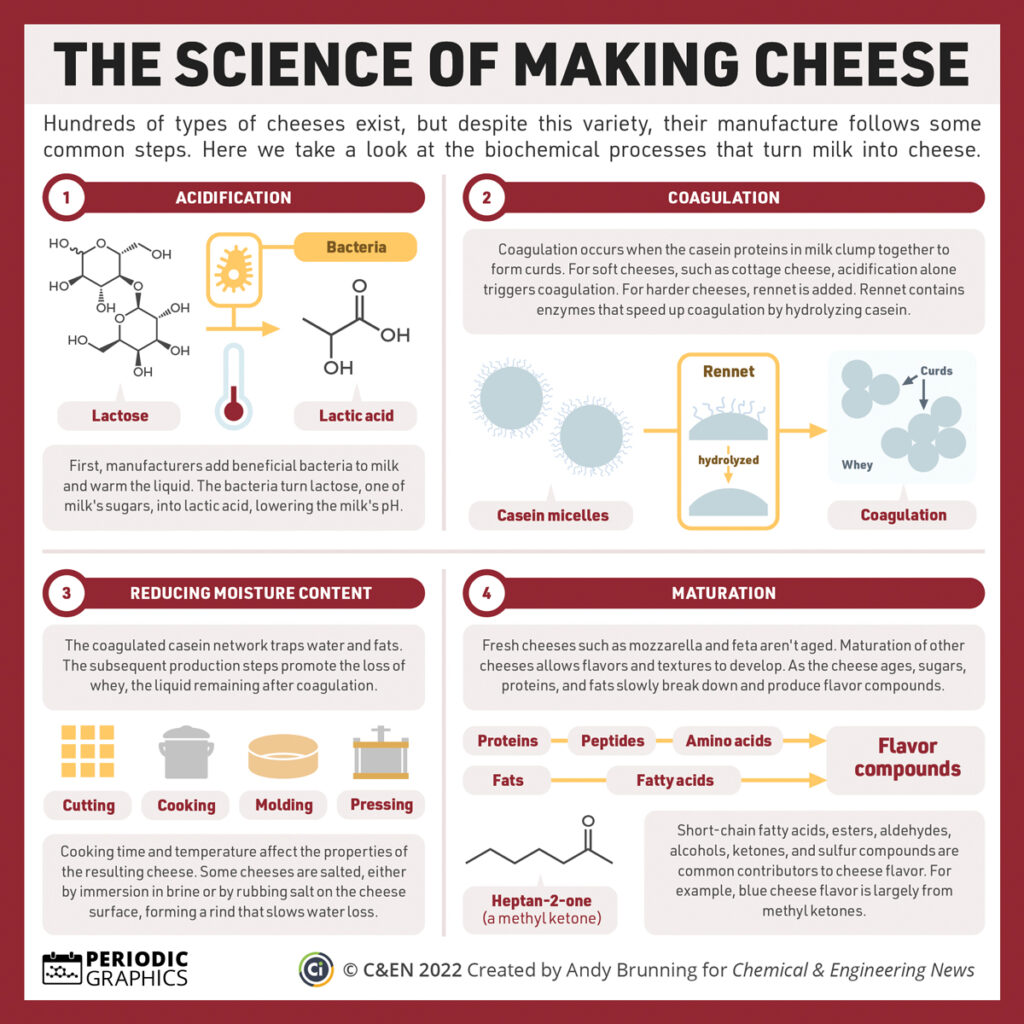 THE SCIENCE OF MAKING CHEESE
Hundreds of types of cheeses exist, but despite this variety, their manufacture follows some
common steps. Here we take a look at the biochemical processes that turn milk into cheese.
1
ACIDIFICATION
HO
O
OH
HO
O
OH
O
OH
HO
OH
OH
Bacteria
O
OH
OH
Lactose
Lactic acid
First, manufacturers add beneficial bacteria to milk
and warm the liquid. The bacteria turn lactose, one of
milk's sugars, into lactic acid, lowering the milk's pH.
2
COAGULATION
Coagulation occurs when the casein proteins in milk clump together to
form curds. For soft cheeses, such as cottage cheese, acidification alone
triggers coagulation. For harder cheeses, rennet is added. Rennet contains
enzymes that speed up coagulation by hydrolyzing casein.
Rennet
hydrolyzed
Curds
Whey
Casein micelles
Coagulation
3
REDUCING MOISTURE CONTENT
The coagulated casein network traps water and fats.
The subsequent production steps promote the loss of
whey, the liquid remaining after coagulation.
Cutting
Cooking
Molding
Pressing
Cooking time and temperature affect the properties of
the resulting cheese. Some cheeses are salted, either
by immersion in brine or by rubbing salt on the cheese
surface, forming a rind that slows water loss.
4
MATURATION
Fresh cheeses such as mozzarella and feta aren't aged. Maturation of other
cheeses allows flavors and textures to develop. As the cheese ages, sugars,
proteins, and fats slowly break down and produce flavor compounds.
Proteins
Peptides
Amino acids
Fats
Fatty acids
Flavor
compounds
O
Heptan-2-one
(a methyl ketone)
Short-chain fatty acids, esters, aldehydes,
alcohols, ketones, and sulfur compounds are
common contributors to cheese flavor. For
example, blue cheese flavor is largely from
methyl ketones.
PERIODIC
GRAPHICS
Ci
© C&EN 2022 Created by Andy Brunning for Chemical & Engineering News